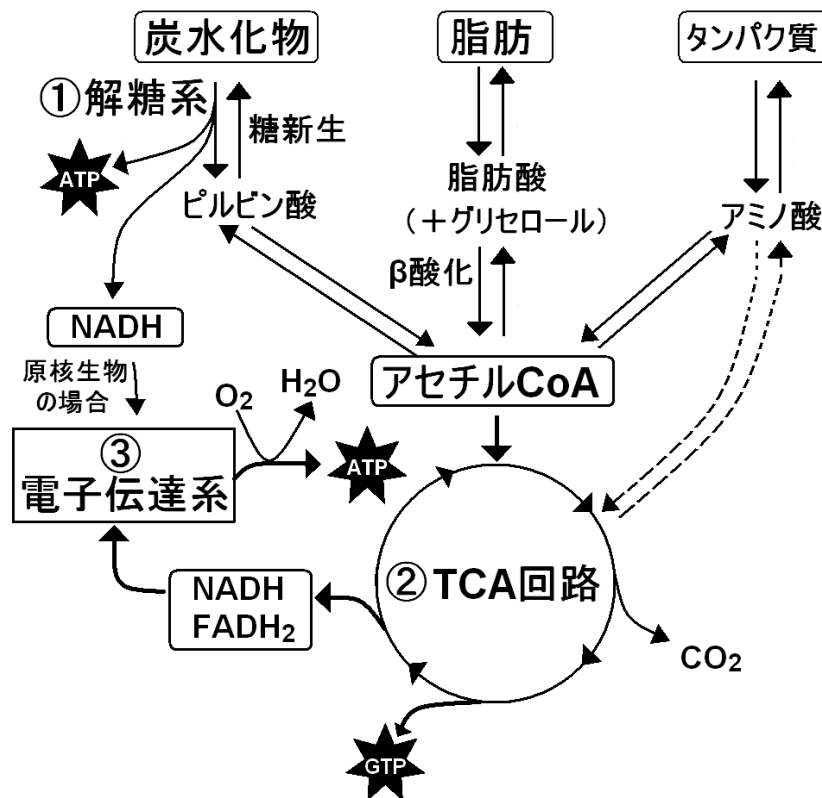 炭水化物
脂肪
タンパク質
①解糖系
糖新生
ATP
ピルビン酸
脂肪酸
(+グリセロール)
アミノ酸
β酸化
NADH
原核生物
の場合
O2
H2O
アセチルCoA
③
電子伝達系
ATP
②TCA回路
NADH
FADH2
CO2
GTP